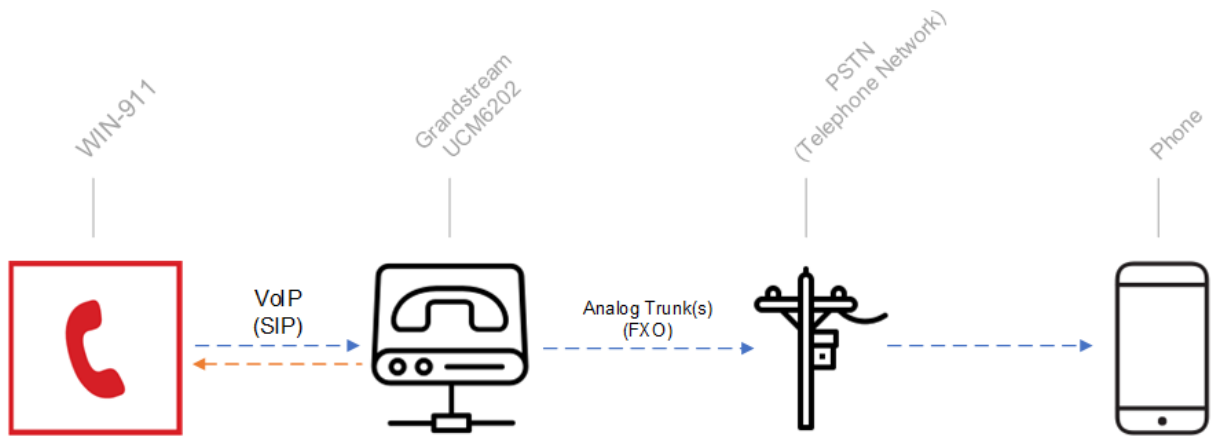 WIN-911
Grandstream
UCM6202
PSTN
(Telephone Network)
Phone
VoIP
(SIP)
Analog Trunk(s)
(FXO)